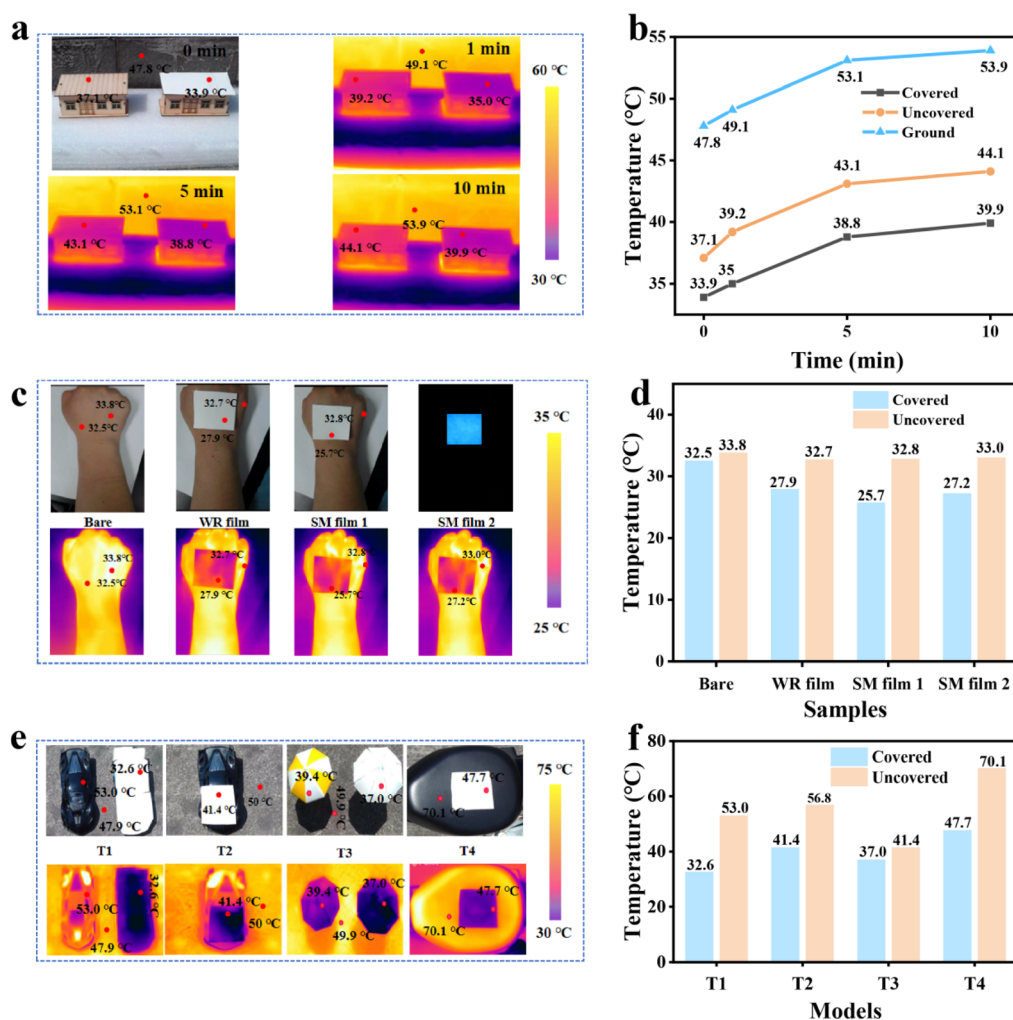 a
0 min
47.8 °C
37.1 °C
33.9 °C
1 min
49.1 °C
39.2 °C
35.0 °C
60 °C
30 °C
5 min
53.1 °C
43.1 °C
38.8 °C
10 min
53.9 °C
44.1 °C
39.9 °C
b
Temperature (°C)
55
50
45
40
35
Covered
Uncovered
Ground
47.8
49.1
53.1
53.9
37.1
39.2
43.1
44.1
33.9
35
38.8
39.9
0
5
10
Time (min)
c
33.8°C
32.5°C
32.7 °C
27.9 °C
32.8°C
25.7°C
Bare
WR film
SM film 1
SM film 2
33.8°C
32.5°C
32.7°C
27.9 °C
32.8
25.7°C
33.0°C
27.2°C
35 °C
25 °C
d
Temperature (°C)
40
30
20
10
0
Covered
Uncovered
32.5
33.8
27.9
32.7
25.7
32.8
27.2
33.0
Bare
WR film
SM film 1
SM film 2
Samples
e
32.6 °C
53.0 °C
47.9 °C
41.4 °C
50 °C
39.4 °C
37.0 °C
49.9 °C
47.7 °C
70.1 °C
T1
T2
T3
T4
53.0 °C
32.6 °C
47.9 °C
41.4 °C
50 °C
39.4 °C
37.0 °C
49.9 °C
47.7 °C
70.1 °C
75 °C
30 °C
f
Temperature (°C)
80
60
40
20
0
Covered
Uncovered
32.6
53.0
41.4
56.8
37.0
41.4
47.7
70.1
T1
T2
T3
T4
Models